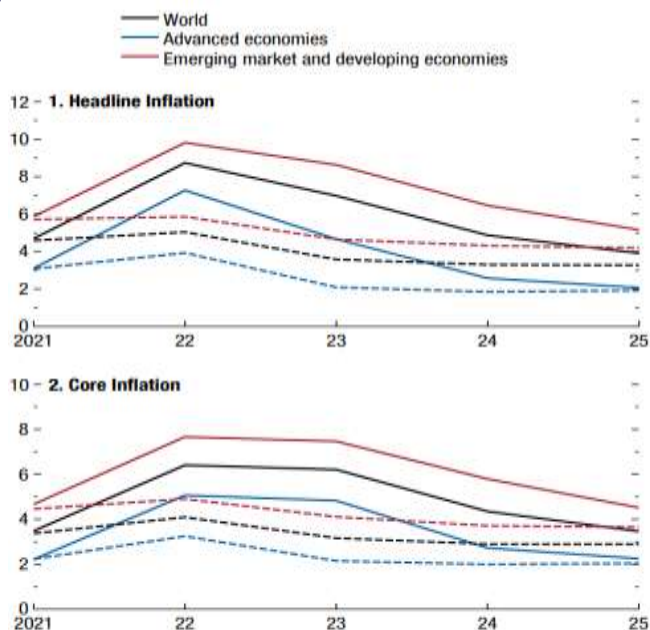 World
Advanced economies
Emerging market and developing economies
1. Headline Inflation
12
10
8
6
4
2
0
2021 22 23 24 25
2. Core Inflation
10
8
6
4
2
0
2021 22 23 24 25